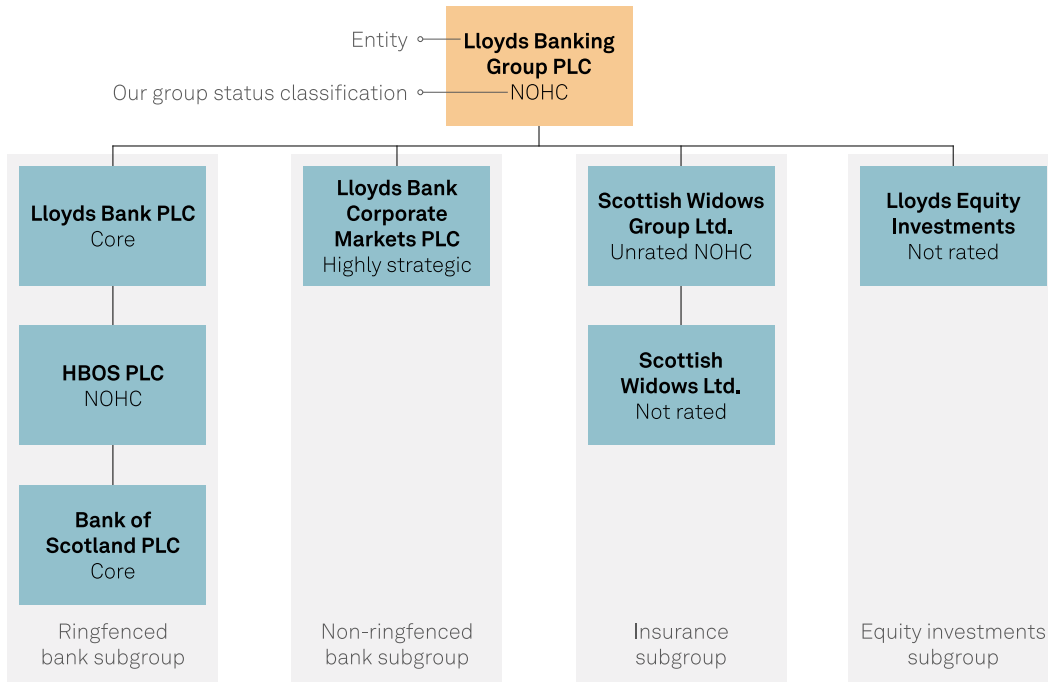 Entity
Lloyds Banking
Group PLC
Our group status classification
NOHC
Lloyds Bank PLC
Core
HBOS PLC
NOHC
Bank of
Scotland PLC
Core
Ringfenced
bank subgroup
Lloyds Bank
Corporate
Markets PLC
Highly strategic
Non-ringfenced
bank subgroup
Scottish Widows
Group Ltd.
Unrated NOHC
Scottish
Widows Ltd.
Not rated
Insurance
subgroup
Lloyds Equity
Investments
Not rated
Equity investments
subgroup